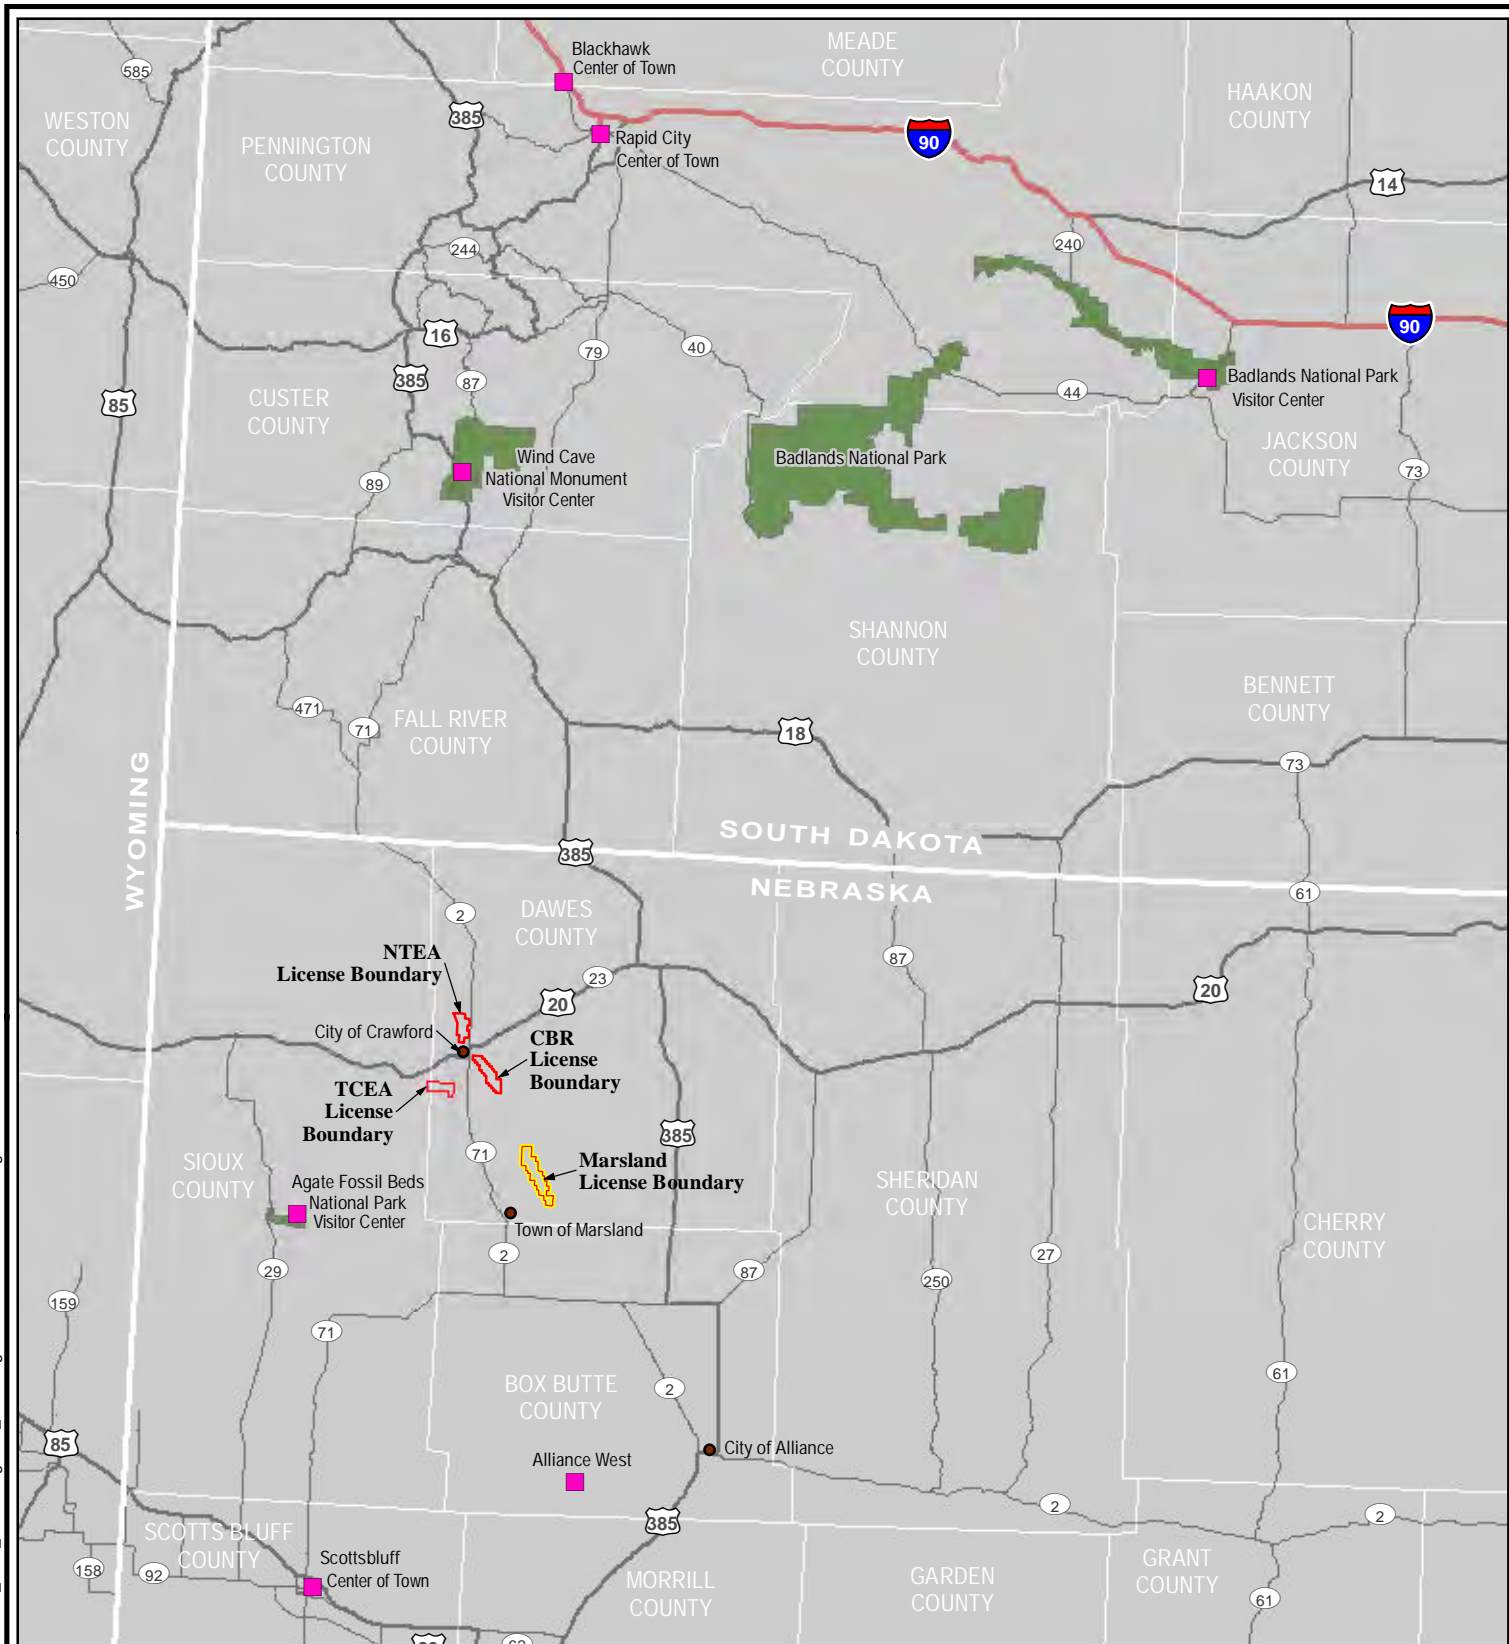 Blackhawk
Center of Town
MEADE
COUNTY
585
HAAKON
COUNTY
WESTON
COUNTY
385
PENNINGTON
COUNTY
Rapid City
Center of Town
90
14
244
240
450
16
79
40
90
385
87
85
CUSTER
COUNTY
44
Badlands National Park
Visitor Center
Wind Cave
National Monument
Visitor Center
Badlands National Park
JACKSON
COUNTY
73
89
SHANNON
COUNTY
BENNETT
COUNTY
471
71
FALL RIVER
COUNTY
18
73
WYOMING
SOUTH DAKOTA
385
NEBRASKA
61
2
DAWES
COUNTY
NTEA
License Boundary
87
23
20
20
City of Crawford
CBR
License
Boundary
TCEA
License
Boundary
385
71
SIOUX
COUNTY
Marsland
License Boundary
SHERIDAN
COUNTY
Agate Fossil Beds
National Park
Visitor Center
Town of Marsland
CHERRY
COUNTY
2
27
29
87
250
159
71
61
BOX BUTTE
COUNTY
2
85
City of Alliance
Alliance West
2
2
385
SCOTTS BLUFF
COUNTY
158
92
Scottsbluff
Center of Town
MORRILL
COUNTY
GARDEN
COUNTY
GRANT
COUNTY
61